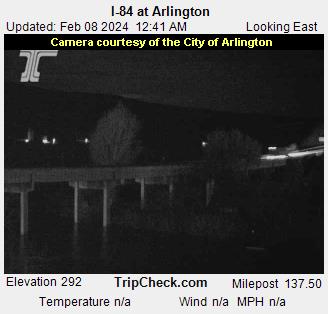 I-84 at Arlington
Updated: Feb 08 2024 12:41 AM Looking East
Camera courtesy of the City of Arlington
Elevation 292 TripCheck.com Milepost 137.50
Temperature n/a Wind n/a MPH n/a